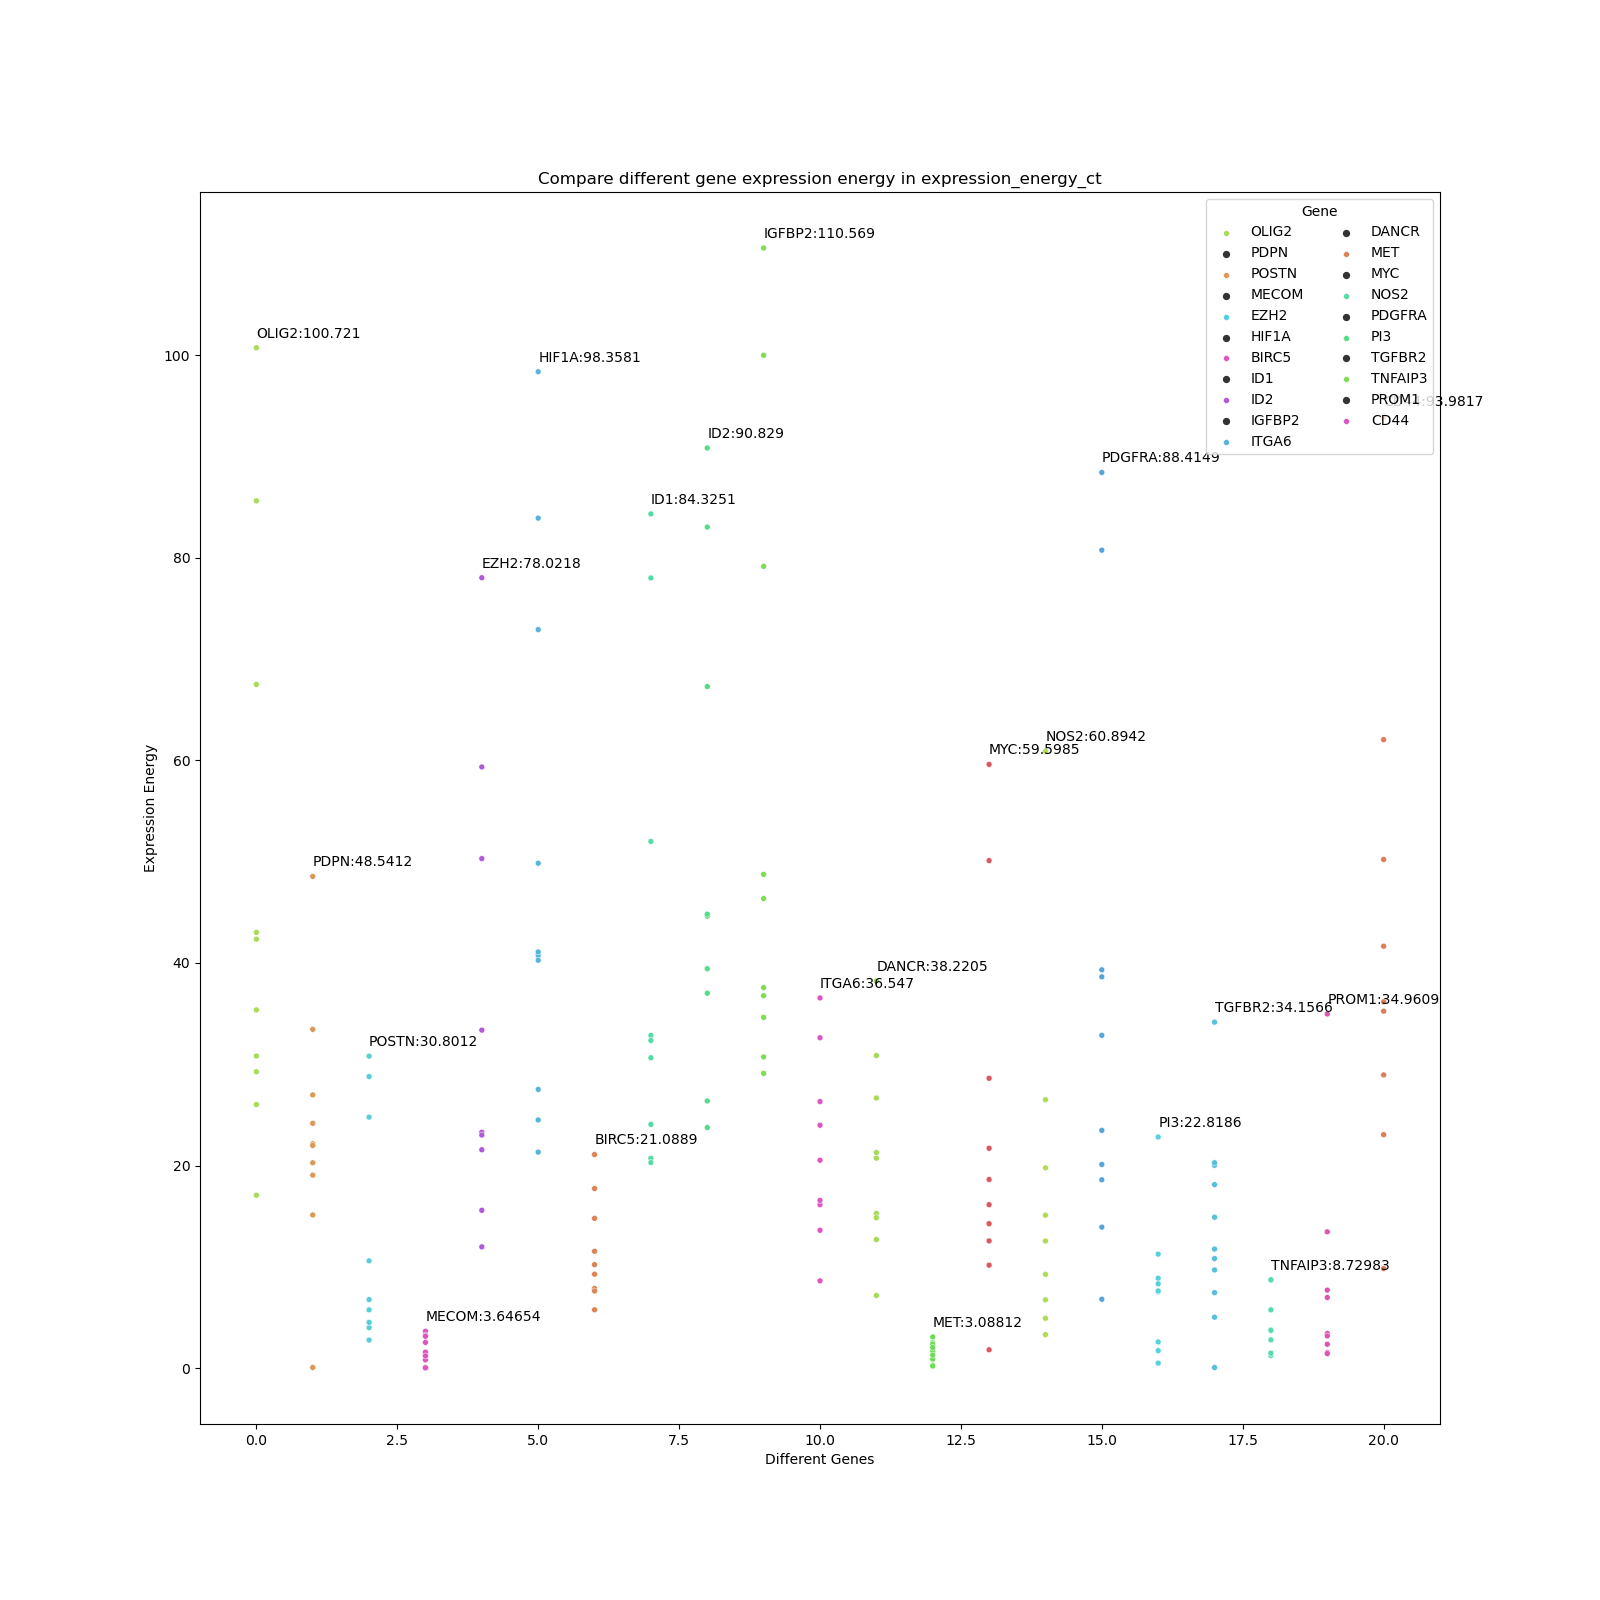 Compare different gene expression energy in expression_energy_ct
Gene
OLIG2
PDPN
POSTN
MECOM
EZH2
HIF1A
BIRC5
ID1
ID2
IGFBP2
ITGA6
DANCR
MET
MYC
NOS2
PDGFRA
PI3
TGFBR2
TNFAIP3
PROM1
CD44
IGFBP2:110.569
OLIG2:100.721
HIF1A:98.3581
93.9817
ID2:90.829
PDGFRA:88.4149
ID1:84.3251
EZH2:78.0218
NOS2:60.8942
MYC:59.5985
PDPN:48.5412
DANCR:38.2205
ITGA6:36.547
PROM1:34.9609
TGFBR2:34.1566
POSTN:30.8012
PI3:22.8186
BIRC5:21.0889
TNFAIP3:8.72983
MECOM:3.64654
MET:3.08812
Expression Energy
100
80
60
40
20
0
0.0
2.5
5.0
7.5
10.0
12.5
15.0
17.5
20.0
Different Genes